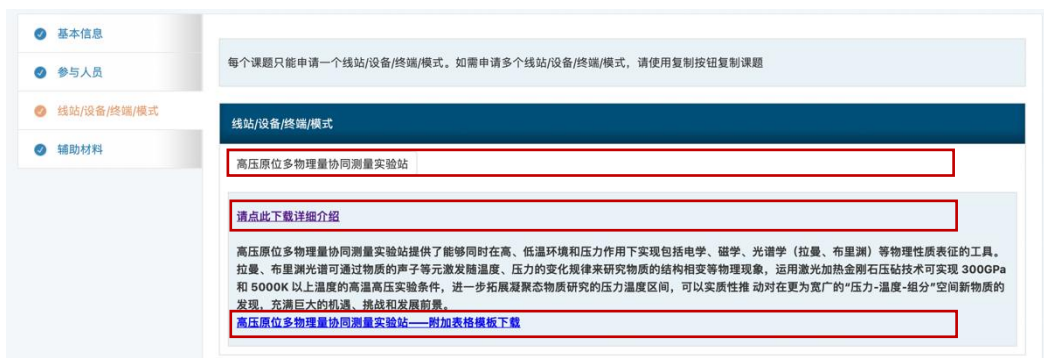 基本信息
参与人员
线站/设备/终端/模式
辅助材料
每个课题只能申请一个线站/设备/终端/模式。如需申请多个线站/设备/终端/模式，请使用复制按钮复制课题
线站/设备/终端/模式
高压原位多物理量协同测量实验站
请点此下载详细介绍
高压原位多物理量协同测量实验站提供了能够同时在高、低温环境和压力作用下实现包括电学、磁学、光谱学（拉曼、布里渊）等物理性质表征的工具。
拉曼、布里渊光谱可通过物质的声子等元激发随温度、压力的变化规律来研究物质的结构相变等物理现象，运用激光加热金刚石压砧技术可实现 300GPa
和 5000K 以上温度的高温高压实验条件，进一步拓展凝聚态物质研究的压力温度区间，可以实质性推 动对在更为宽广的“压力-温度-组分”空间新物质的
发现，充满巨大的机遇、挑战和发展前景。
高压原位多物理量协同测量实验站——附加表格模板下载